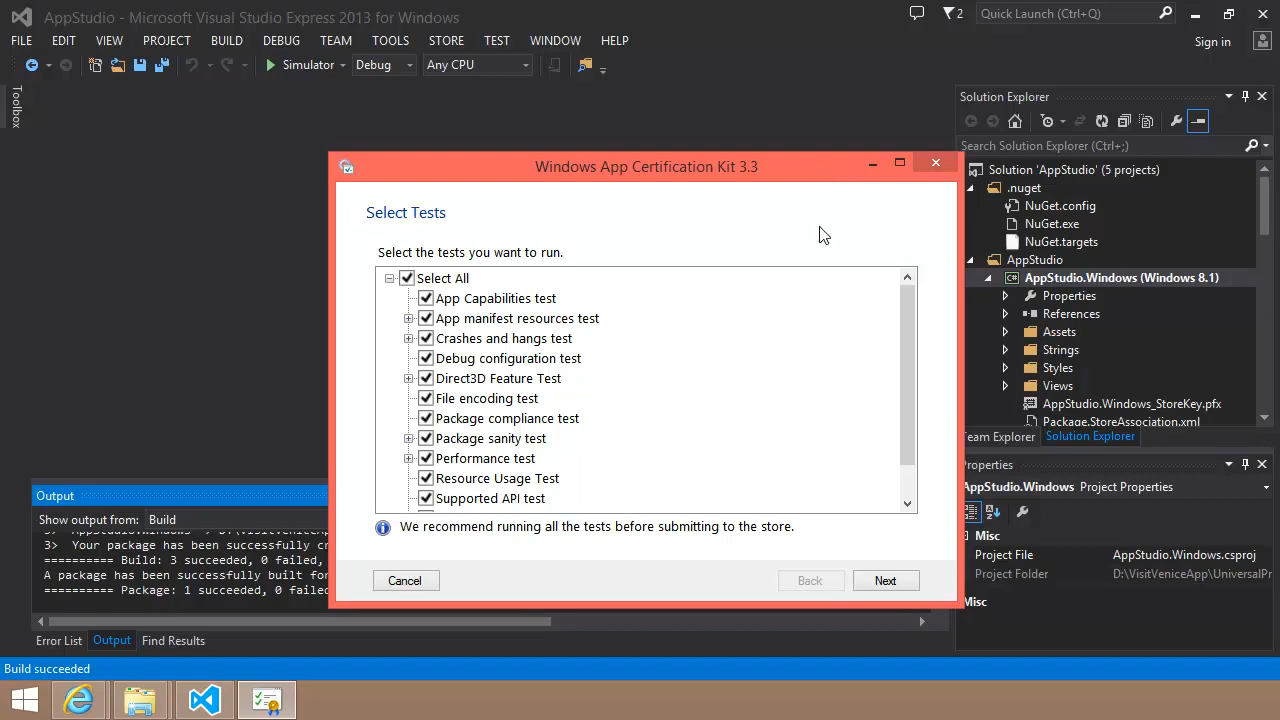 AppStudio - Microsoft Visual Studio Express 2013 for Windows
2
Quick Launch (Ctrl+Q)
FILE EDIT VIEW PROJECT BUILD DEBUG TEAM TOOLS STORE TEST WINDOW HELP
Sign in
Simulator Debug Any CPU
Toolbox
Solution Explorer
Search Solution Explorer (Ctrl+;)
Solution 'AppStudio' (5 projects)
.nuget
NuGet.config
NuGet.exe
NuGet.targets
AppStudio
C# AppStudio.Windows (Windows 8.1)
Properties
References
Assets
Strings
Styles
Views
AppStudio.Windows_StoreKey.pfx
Package.StoreAssociation.xml
Team Explorer Solution Explorer
Properties
AppStudio.Windows Project Properties
Misc
Project File AppStudio.Windows.csproj
Project Folder D:\VisitVeniceApp\UniversalPr
Misc
Windows App Certification Kit 3.3
Select Tests
Select the tests you want to run.
Select All
App Capabilities test
App manifest resources test
Crashes and hangs test
Debug configuration test
Direct3D Feature Test
File encoding test
Package compliance test
Package sanity test
Performance test
Resource Usage Test
Supported API test
We recommend running all the tests before submitting to the store.
Cancel Back Next
Output
Show output from: Build
3> Your package has been successfully cr
========== Build: 3 succeeded, 0 failed,
A package has been successfully built for
========== Package: 1 succeeded, 0 failed
Error List Output Find Results
Build succeeded